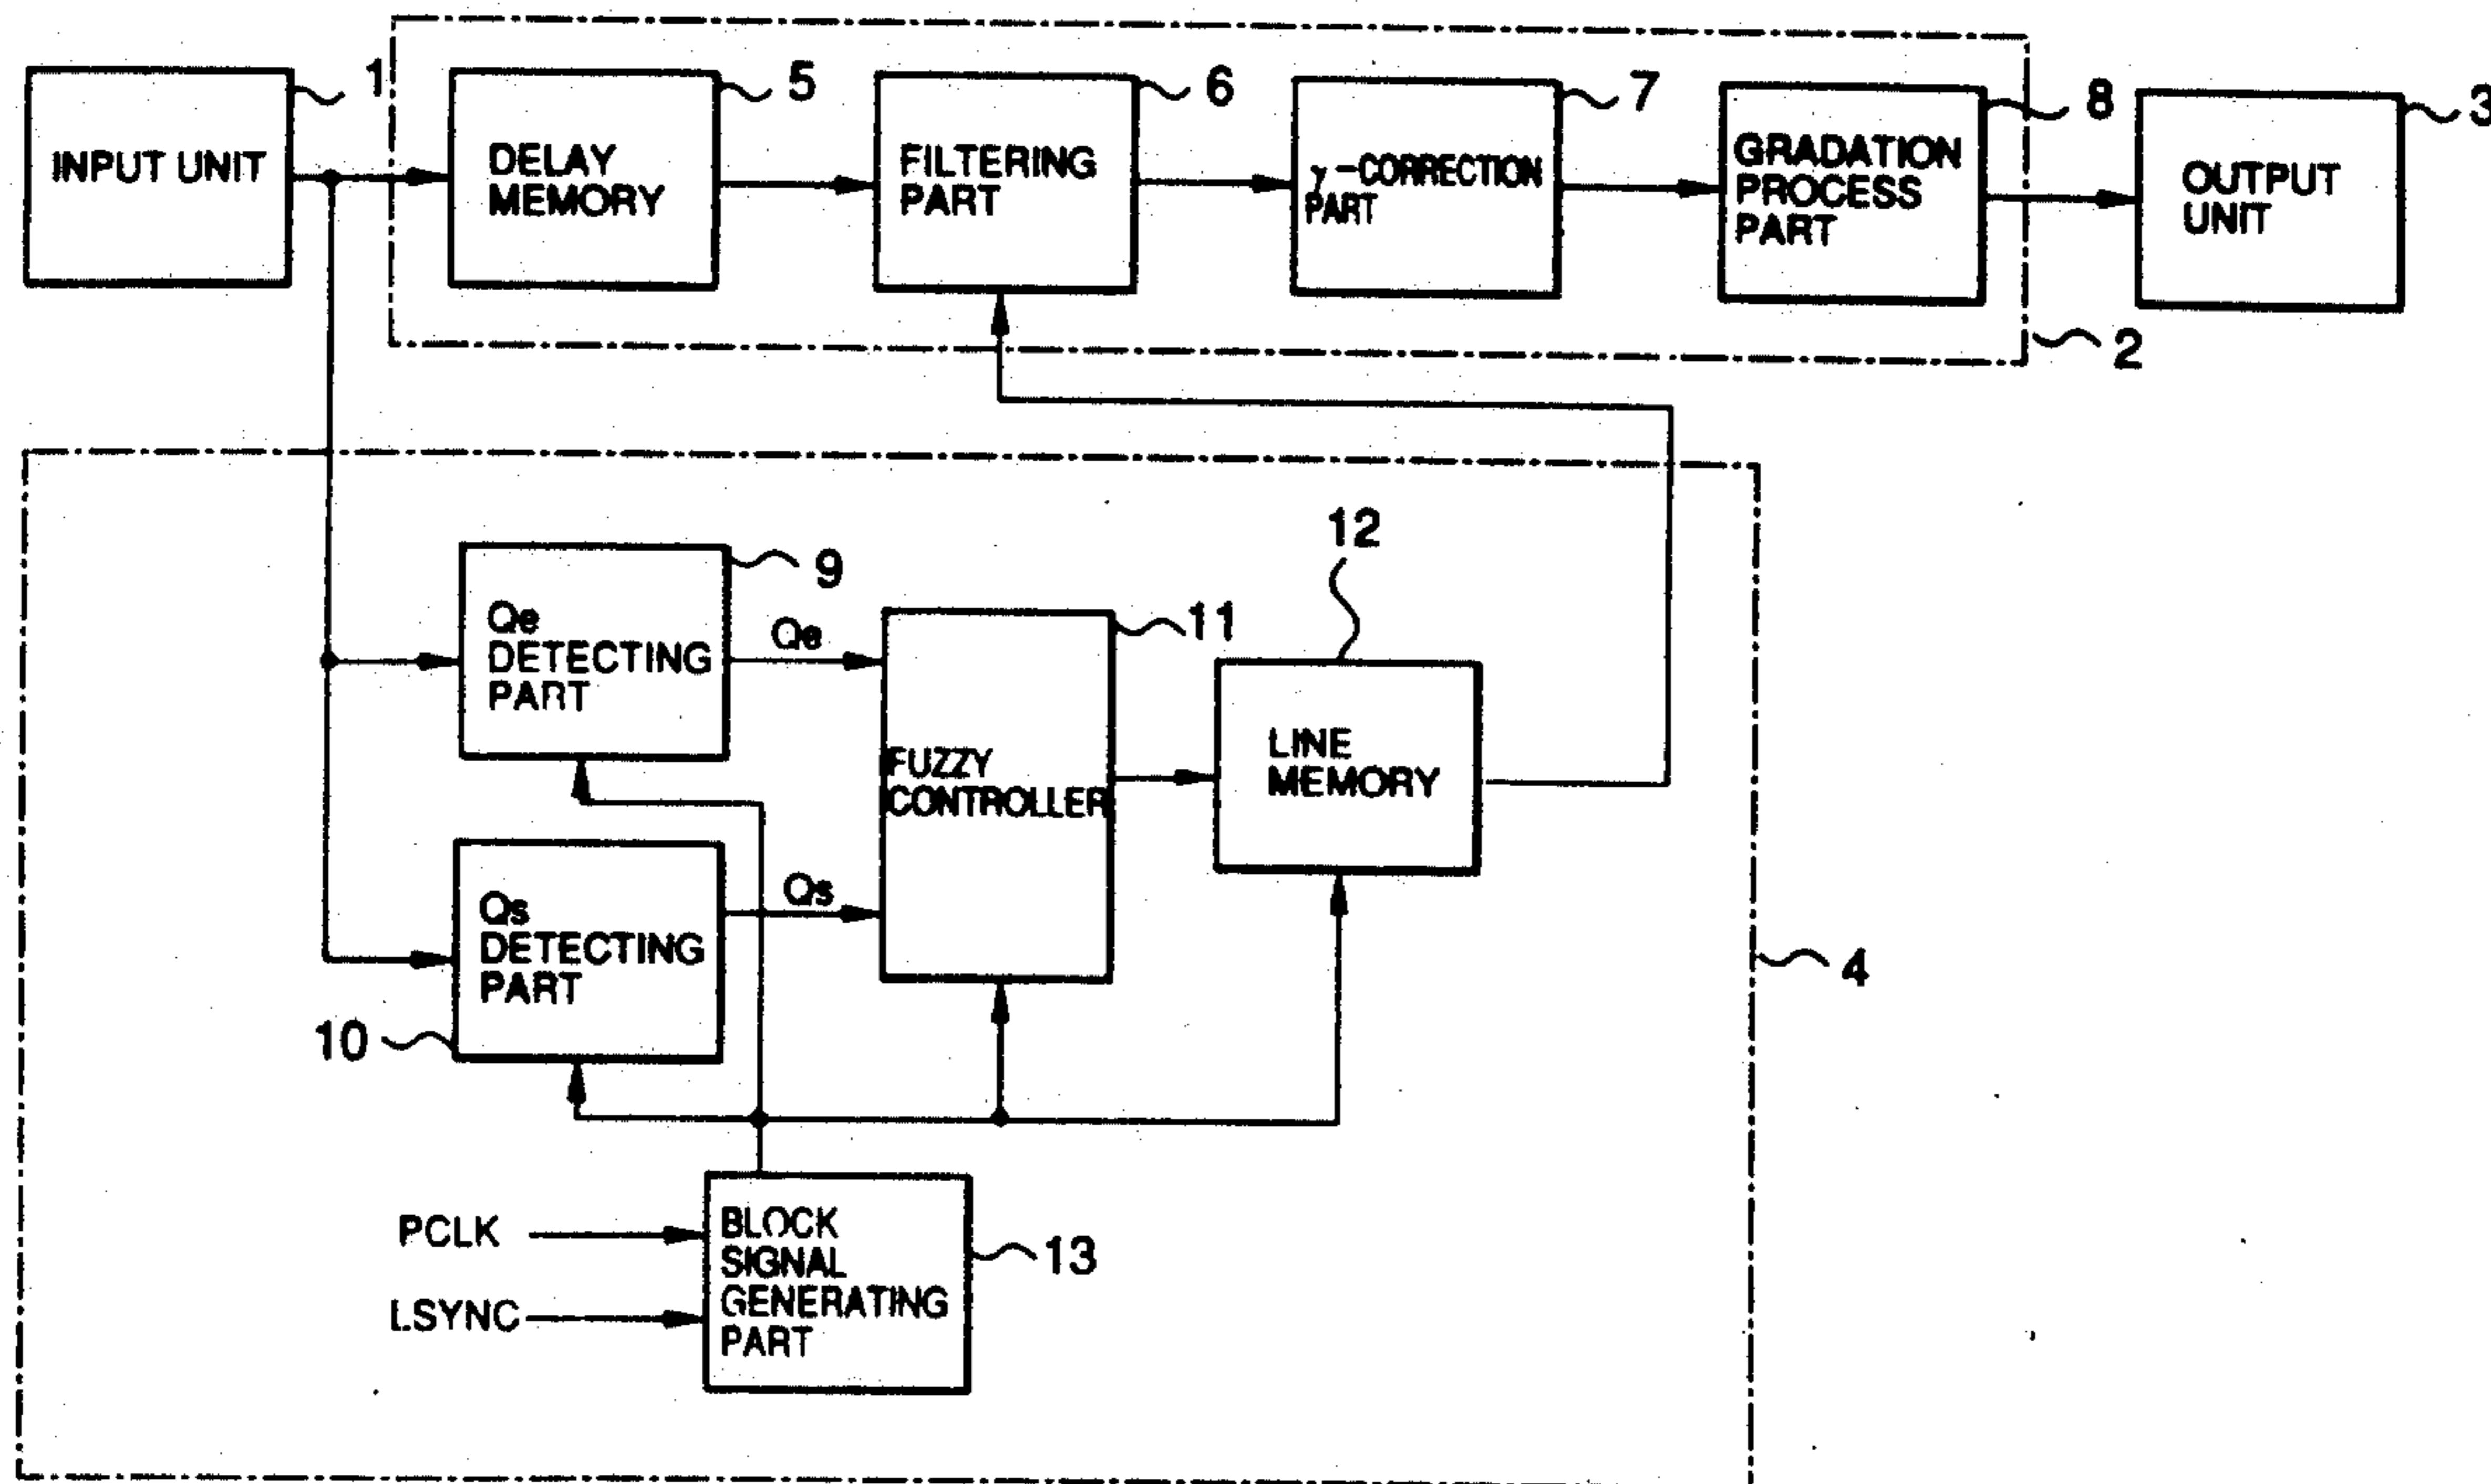 1
INPUT UNIT
5
DELAY
MEMORY
6
FILTERING
PART
7
γ-CORRECTION
PART
8
GRADATION
PROCESS
PART
3
OUTPUT
UNIT
2
9
Qe
DETECTING
PART
Qe
11
FUZZY
CONTROLLER
12
LINE
MEMORY
Qs
DETECTING
PART
Qs
10
4
PCLK
LSYNC
BLOCK
SIGNAL
GENERATING
PART
13